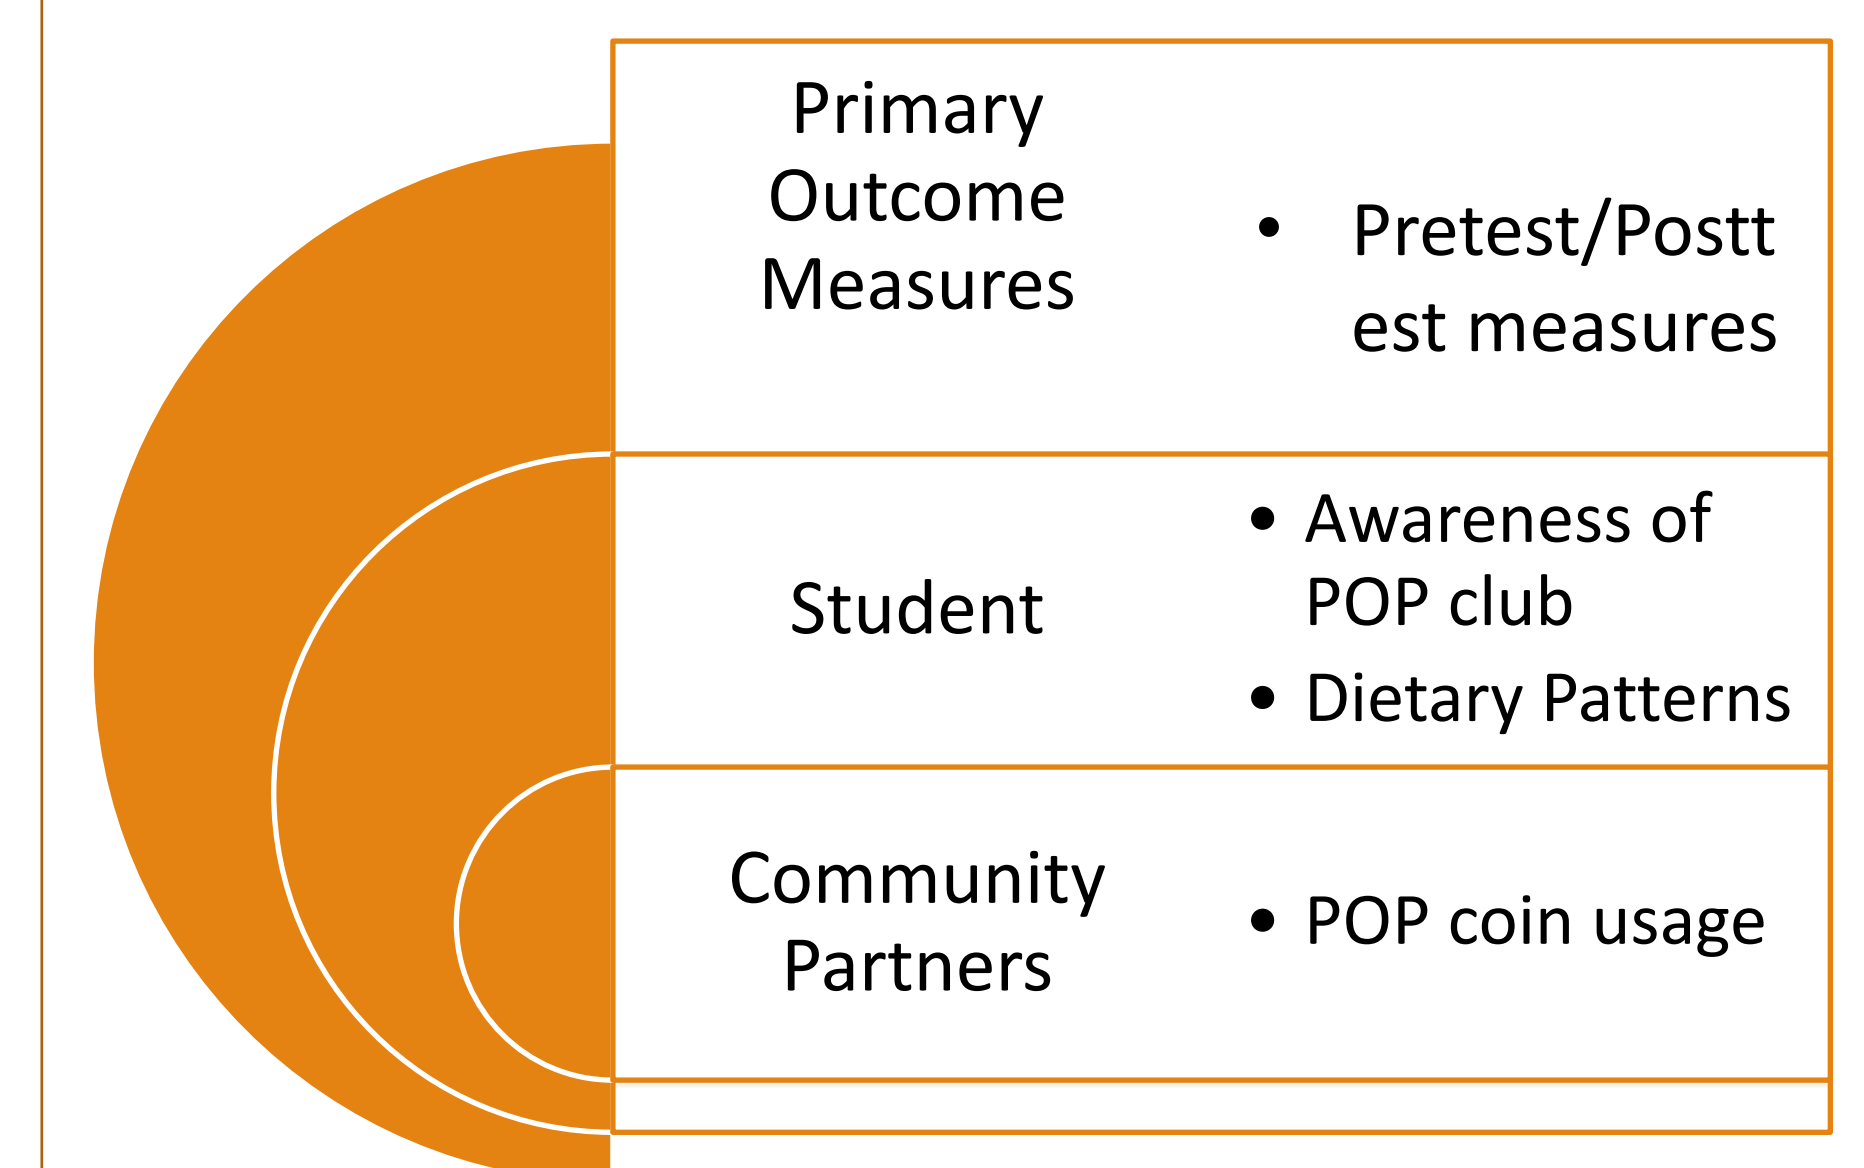 Primary
Outcome
Measures
• Pretest/Postt
est measures
Student
• Awareness of
POP club
• Dietary Patterns
Community
Partners
• POP coin usage